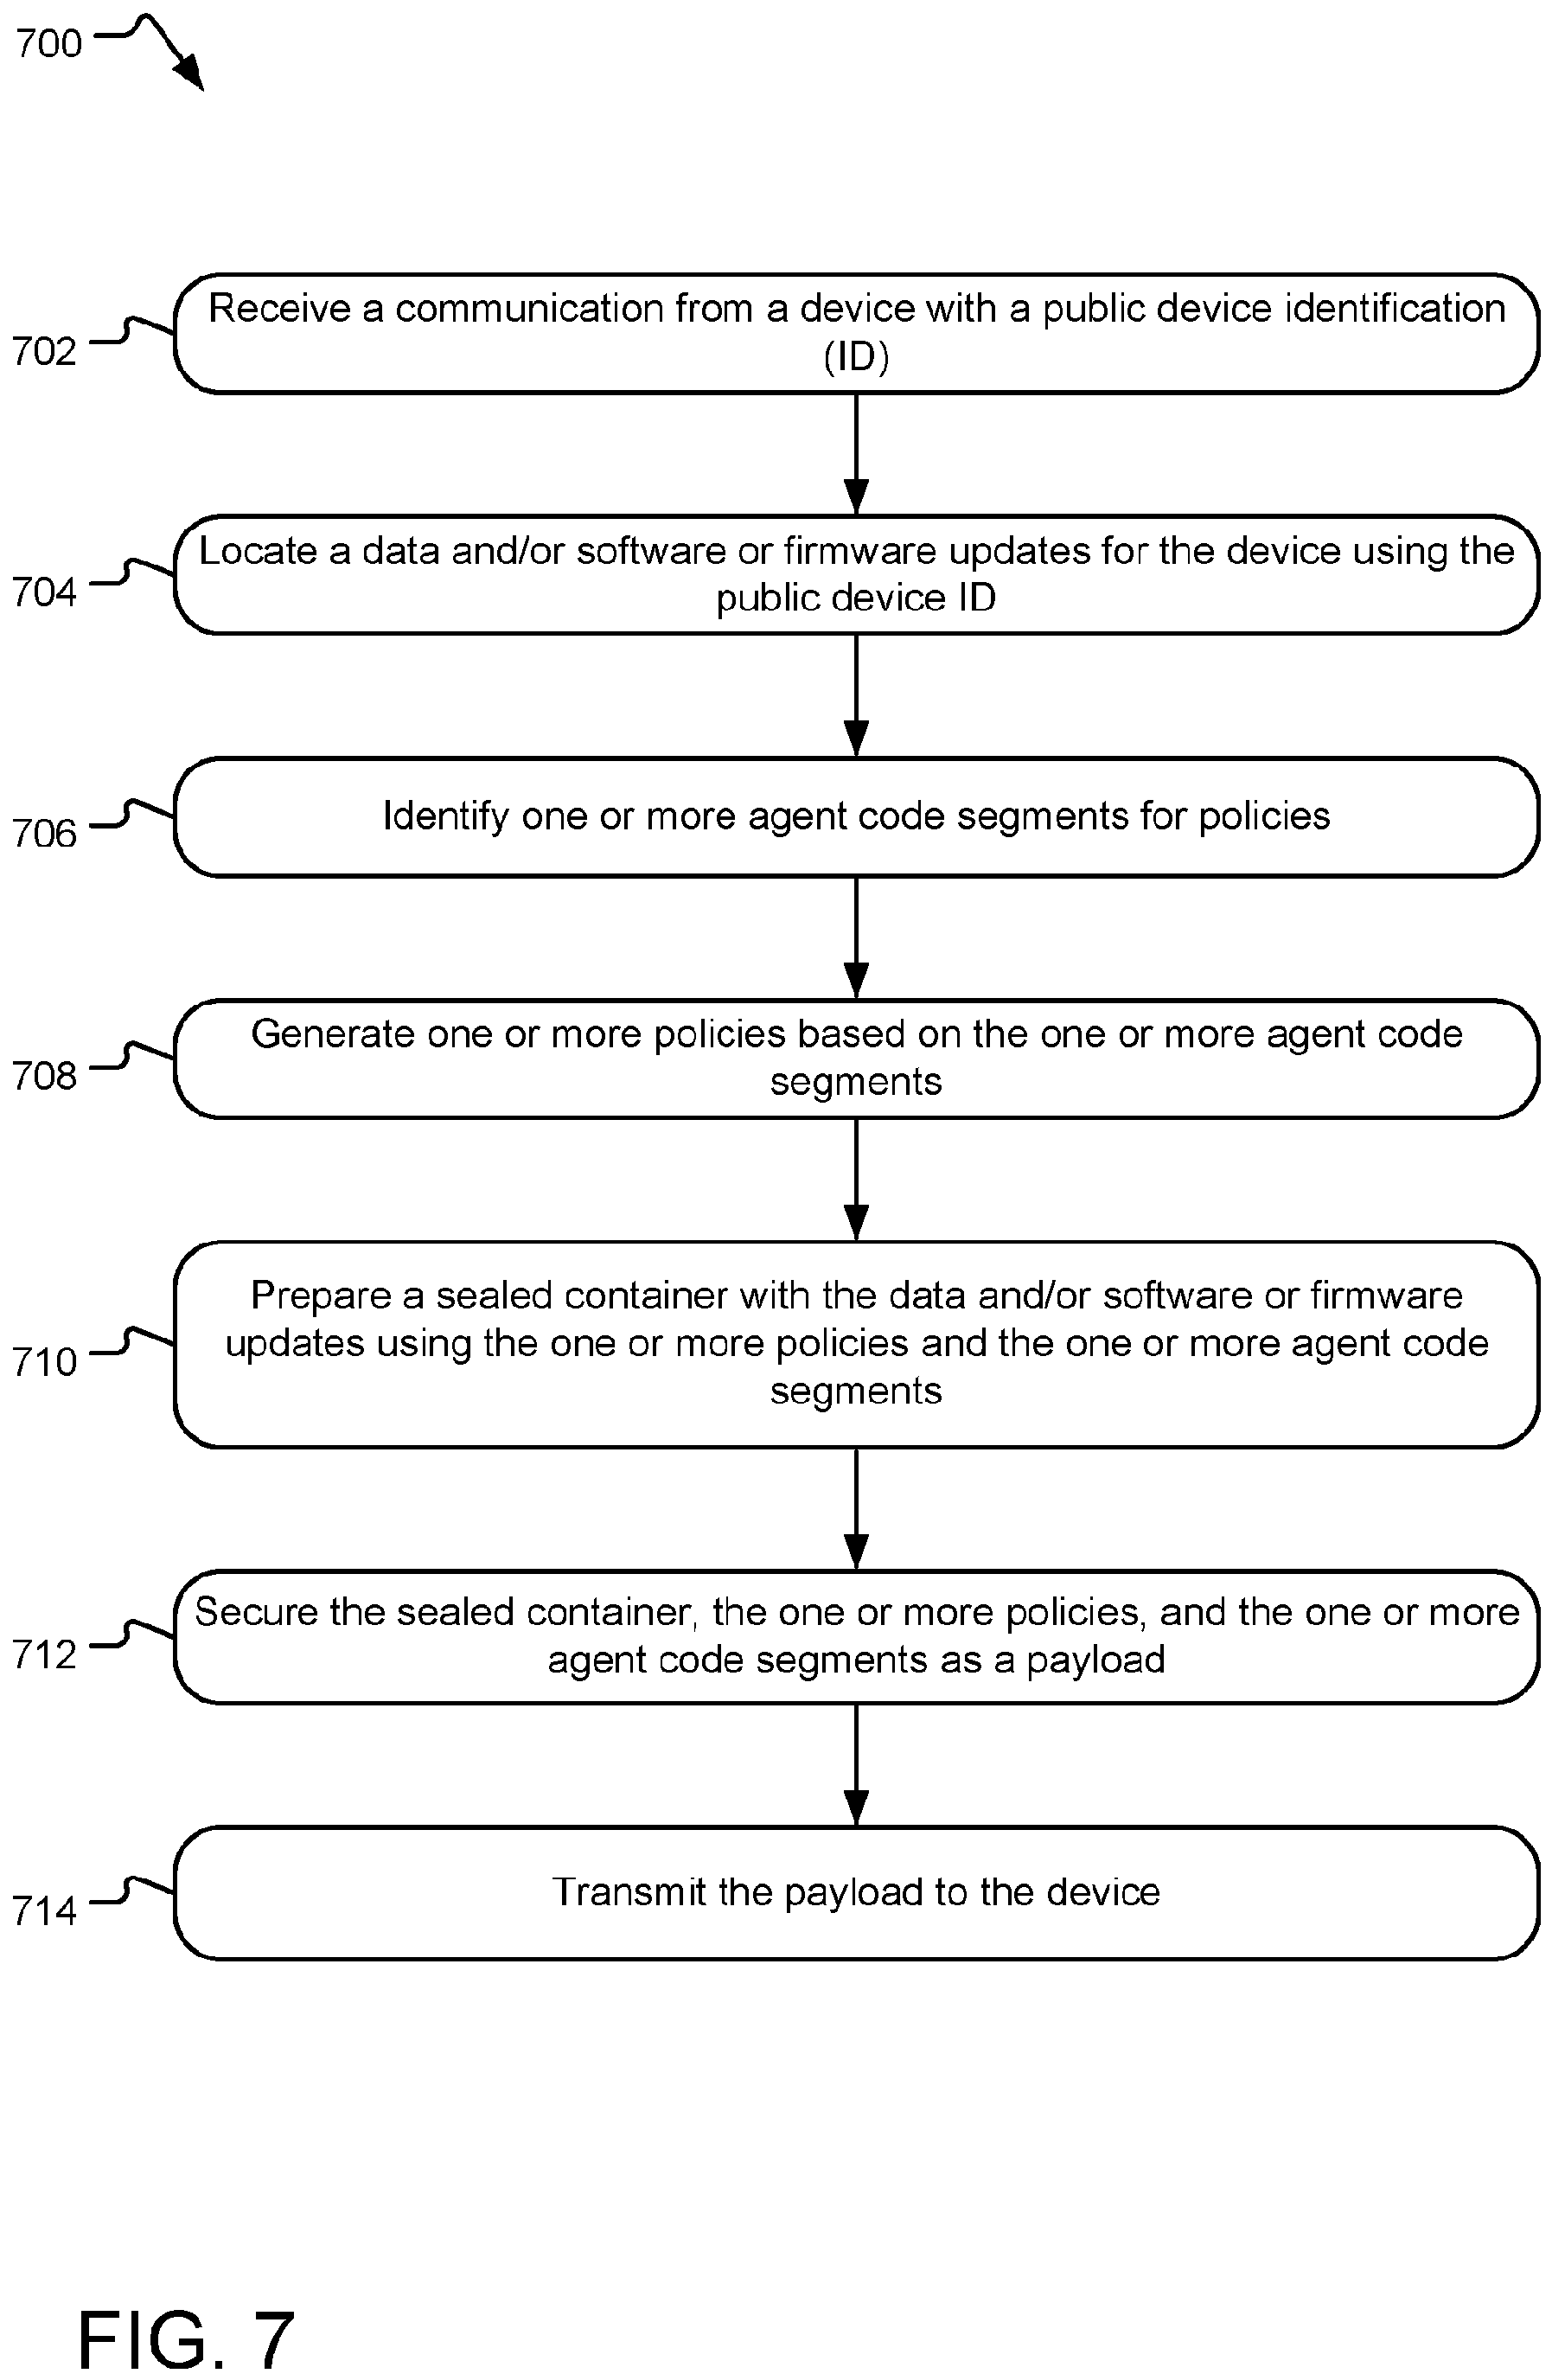 700
702
Receive a communication from a device with a public device identification
(ID)
704
Locate a data and/or software or firmware updates for the device using the
public device ID
706
Identify one or more agent code segments for policies
708
Generate one or more policies based on the one or more agent code
segments
710
Prepare a sealed container with the data and/or software or firmware
updates using the one or more policies and the one or more agent code
segments
712
Secure the sealed container, the one or more policies, and the one or more
agent code segments as a payload
714
Transmit the payload to the device
FIG. 7